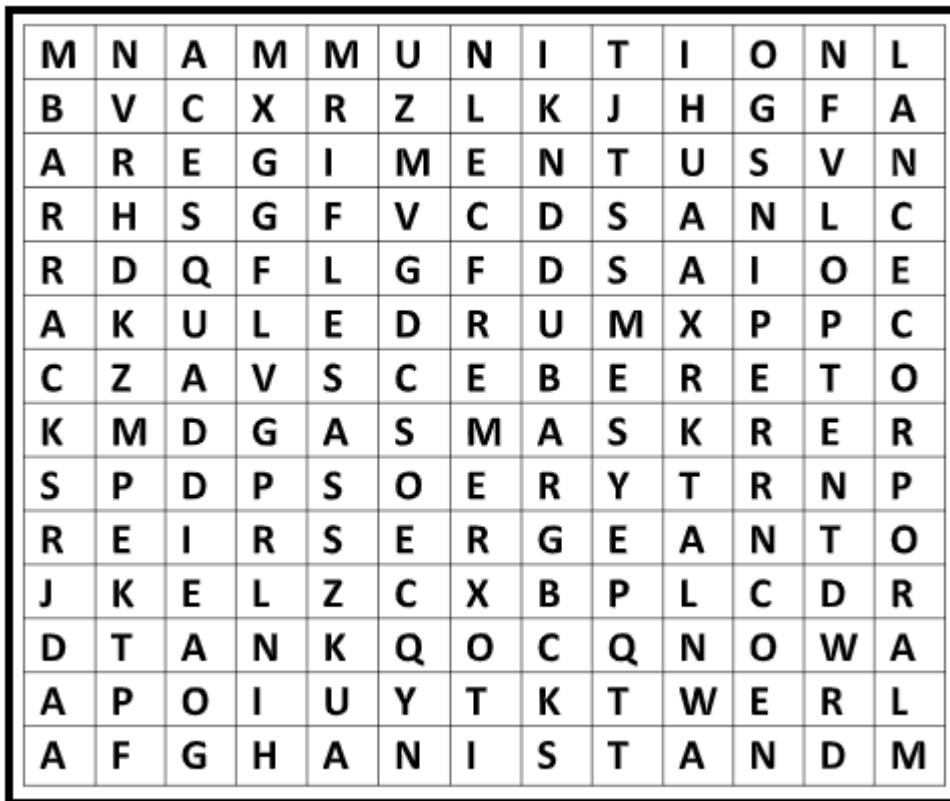 M N A M M U N I T I O N L
B V C X R Z L K J H G F A
A R E G I M E N T U S V N
R H S G F V C D S A N L C
R D Q F L G F D S A I O E
A K U L E D R U M X P P C
C Z A V S C E B E R E T O
K M D G A S M A S K R E R
S P D P S O E R Y T R N P
R E I R S E R G E A N T O
J K E L Z C X B P L C D R
D T A N K Q O C Q N O W A
A P O I U Y T K T W E R L
A F G H A N I S T A N D M